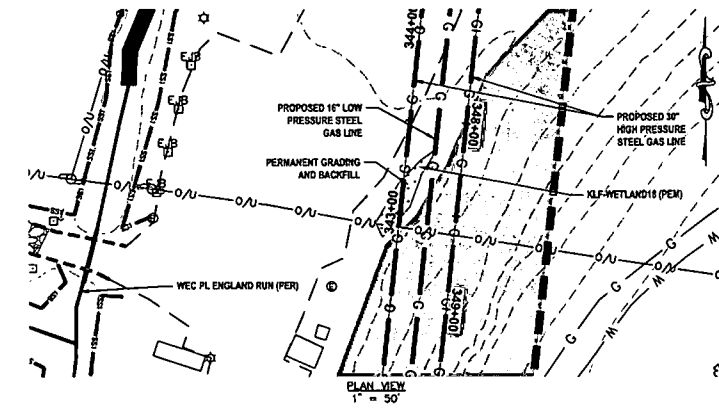 344+00
348+00
PROPOSED 16" LOW
PRESSURE STEEL
GAS LINE
PROPOSED 30"
HIGH PRESSURE
STEEL GAS LINE
PERMANENT GRADING
AND BACKFILL
KLF-WETLAND18 (PEM)
343+00
WEC PL ENGLAND RUN (PER)
E
349+00
G
G
G
W
W
PLAN VIEW
1" = 50'